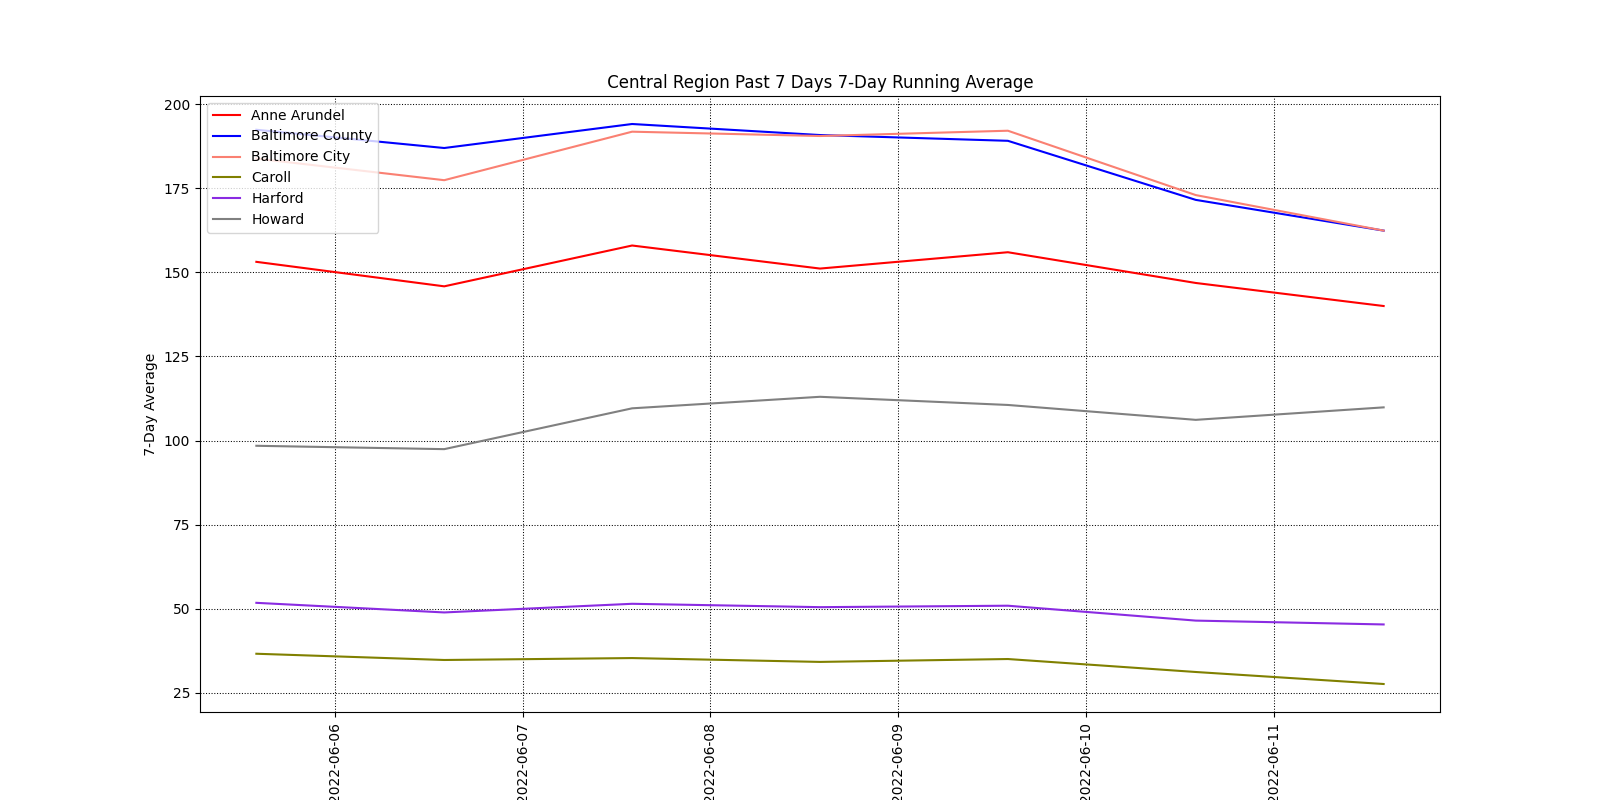 Central Region Past 7 Days 7-Day Running Average
Anne Arundel
Baltimore County
Baltimore City
Caroll
Harford
Howard
7-Day Average
200
175
150
125
100
75
50
25
2022-06-06
2022-06-07
2022-06-08
2022-06-09
2022-06-10
2022-06-11